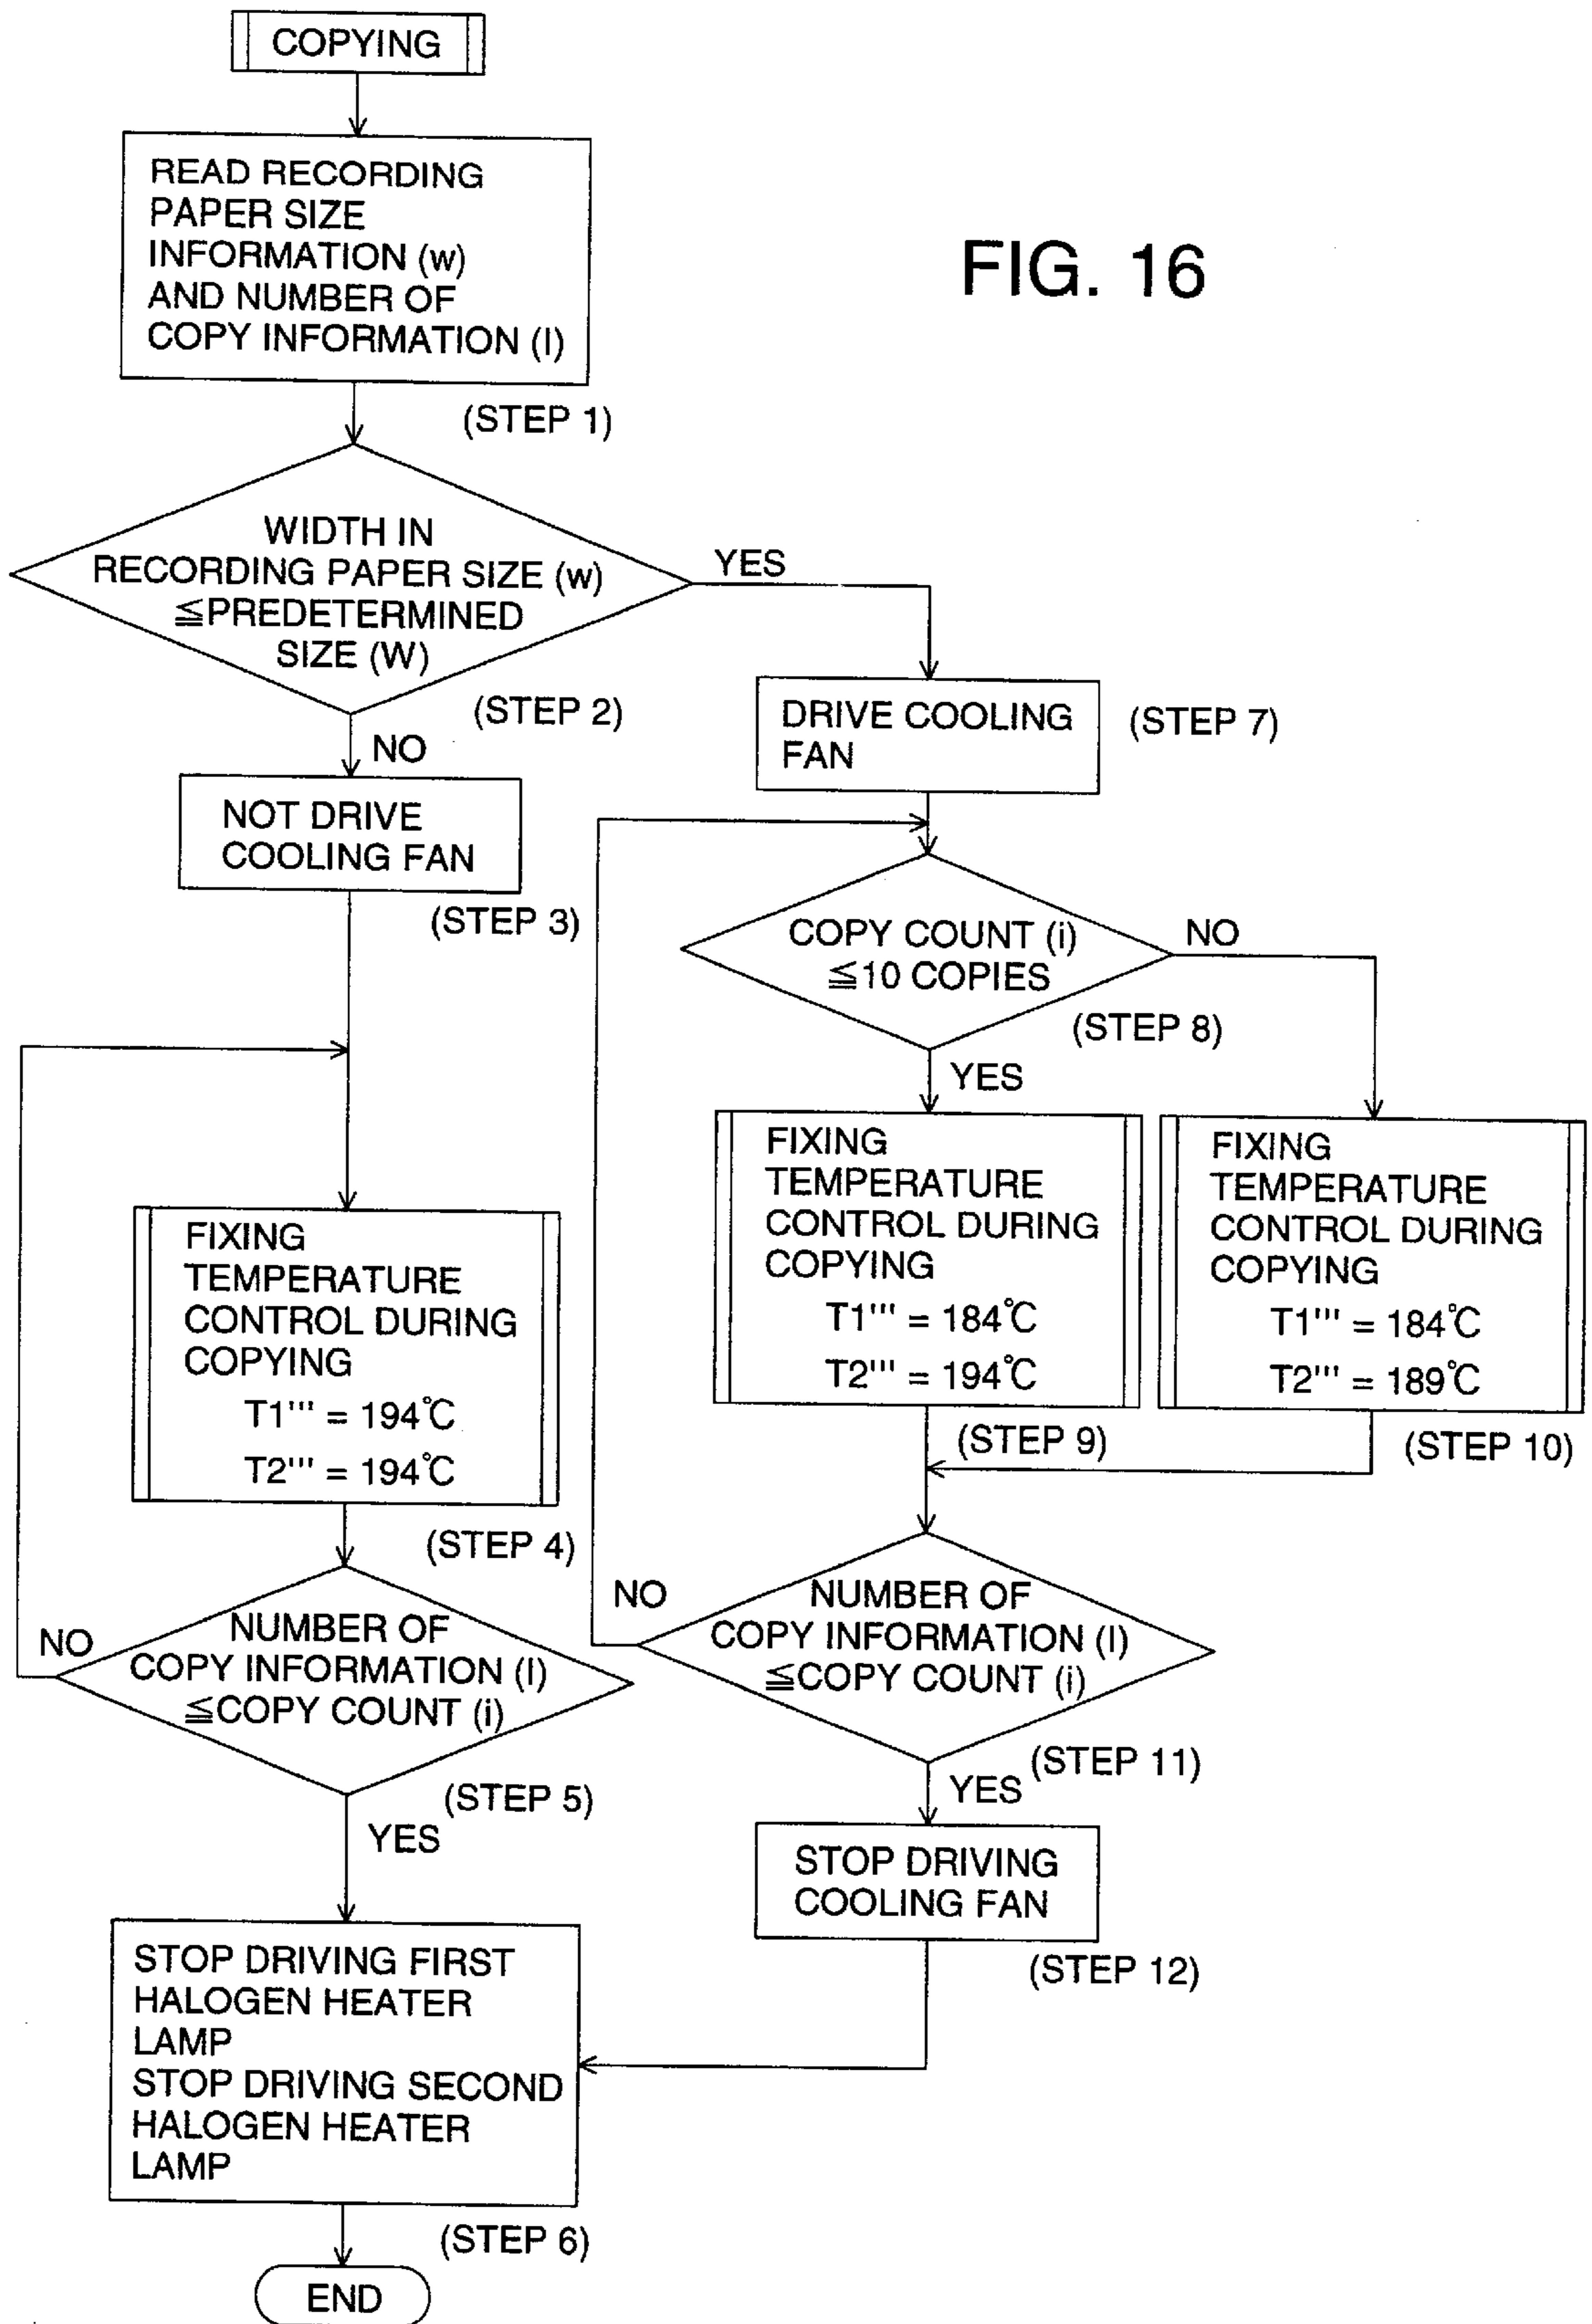 COPYING
READ RECORDING
PAPER SIZE
INFORMATION (w)
AND NUMBER OF
COPY INFORMATION (I)
(STEP 1)
FIG. 16
WIDTH IN
RECORDING PAPER SIZE (w)
≦PREDETERMINED
SIZE (W)
(STEP 2)
YES
NO
NOT DRIVE
COOLING FAN
(STEP 3)
FIXING
TEMPERATURE
CONTROL DURING
COPYING
T1''' = 194℃
T2''' = 194℃
(STEP 4)
NUMBER OF
COPY INFORMATION (I)
≦COPY COUNT (i)
(STEP 5)
NO
YES
STOP DRIVING FIRST
HALOGEN HEATER
LAMP
STOP DRIVING SECOND
HALOGEN HEATER
LAMP
(STEP 6)
END
DRIVE COOLING
FAN
(STEP 7)
COPY COUNT (i)
≦10 COPIES
(STEP 8)
NO
YES
FIXING
TEMPERATURE
CONTROL DURING
COPYING
T1''' = 184℃
T2''' = 194℃
(STEP 9)
FIXING
TEMPERATURE
CONTROL DURING
COPYING
T1''' = 184℃
T2''' = 189℃
(STEP 10)
NUMBER OF
COPY INFORMATION (I)
≦COPY COUNT (i)
(STEP 11)
NO
YES
STOP DRIVING
COOLING FAN
(STEP 12)